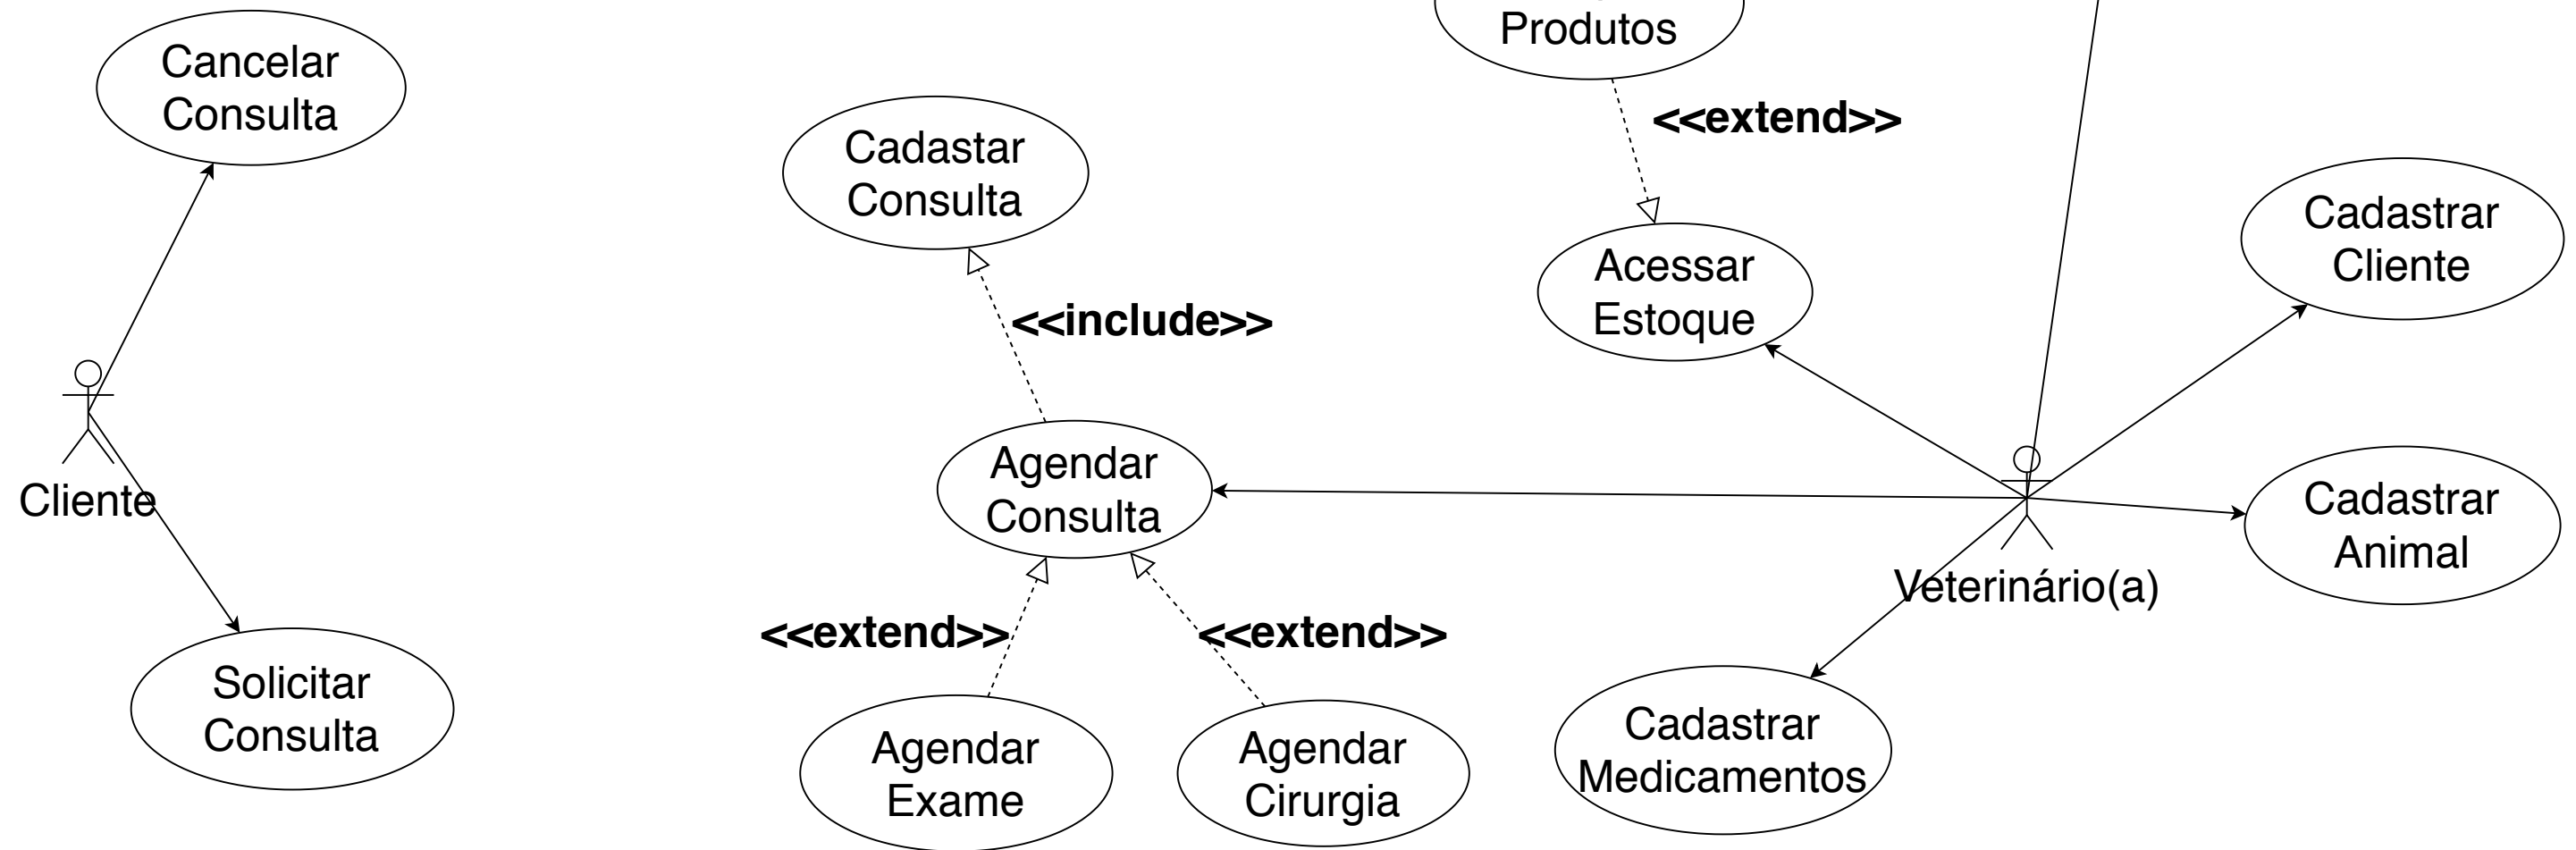 Cancelar
Consulta
Produtos
<<extend>>
Cadastar
Consulta
Cadastrar
Cliente
Acessar
Estoque
<<include>>
Cliente
Agendar
Consulta
Cadastrar
Animal
Veterinário(a)
<<extend>>
<<extend>>
Solicitar
Consulta
Agendar
Exame
Agendar
Cirurgia
Cadastrar
Medicamentos